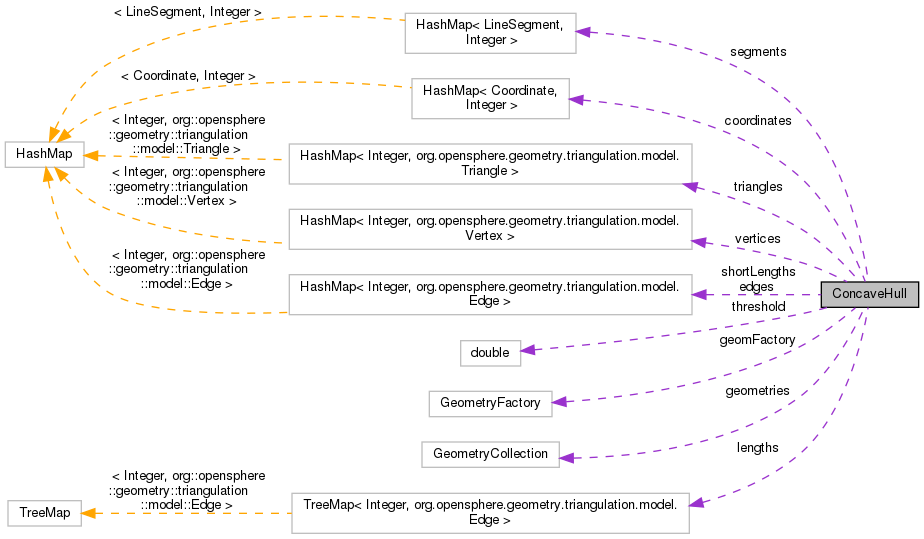 < LineSegment, Integer >
HashMap< LineSegment,
Integer >
segments
< Coordinate, Integer >
HashMap< Coordinate,
Integer >
coordinates
< Integer, org::opensphere
::geometry::triangulation
::model::Triangle >
HashMap
HashMap< Integer, org.opensphere.geometry.triangulation.model.
Triangle >
triangles
< Integer, org::opensphere
::geometry::triangulation
::model::Vertex >
HashMap< Integer, org.opensphere.geometry.triangulation.model.
Vertex >
vertices
< Integer, org::opensphere
::geometry::triangulation
::model::Edge >
HashMap< Integer, org.opensphere.geometry.triangulation.model.
Edge >
shortLengths
edges
ConcaveHull
threshold
double
geomFactory
GeometryFactory
geometries
GeometryCollection
lengths
< Integer, org::opensphere
::geometry::triangulation
::model::Edge >
TreeMap
TreeMap< Integer, org.opensphere.geometry.triangulation.model.
Edge >